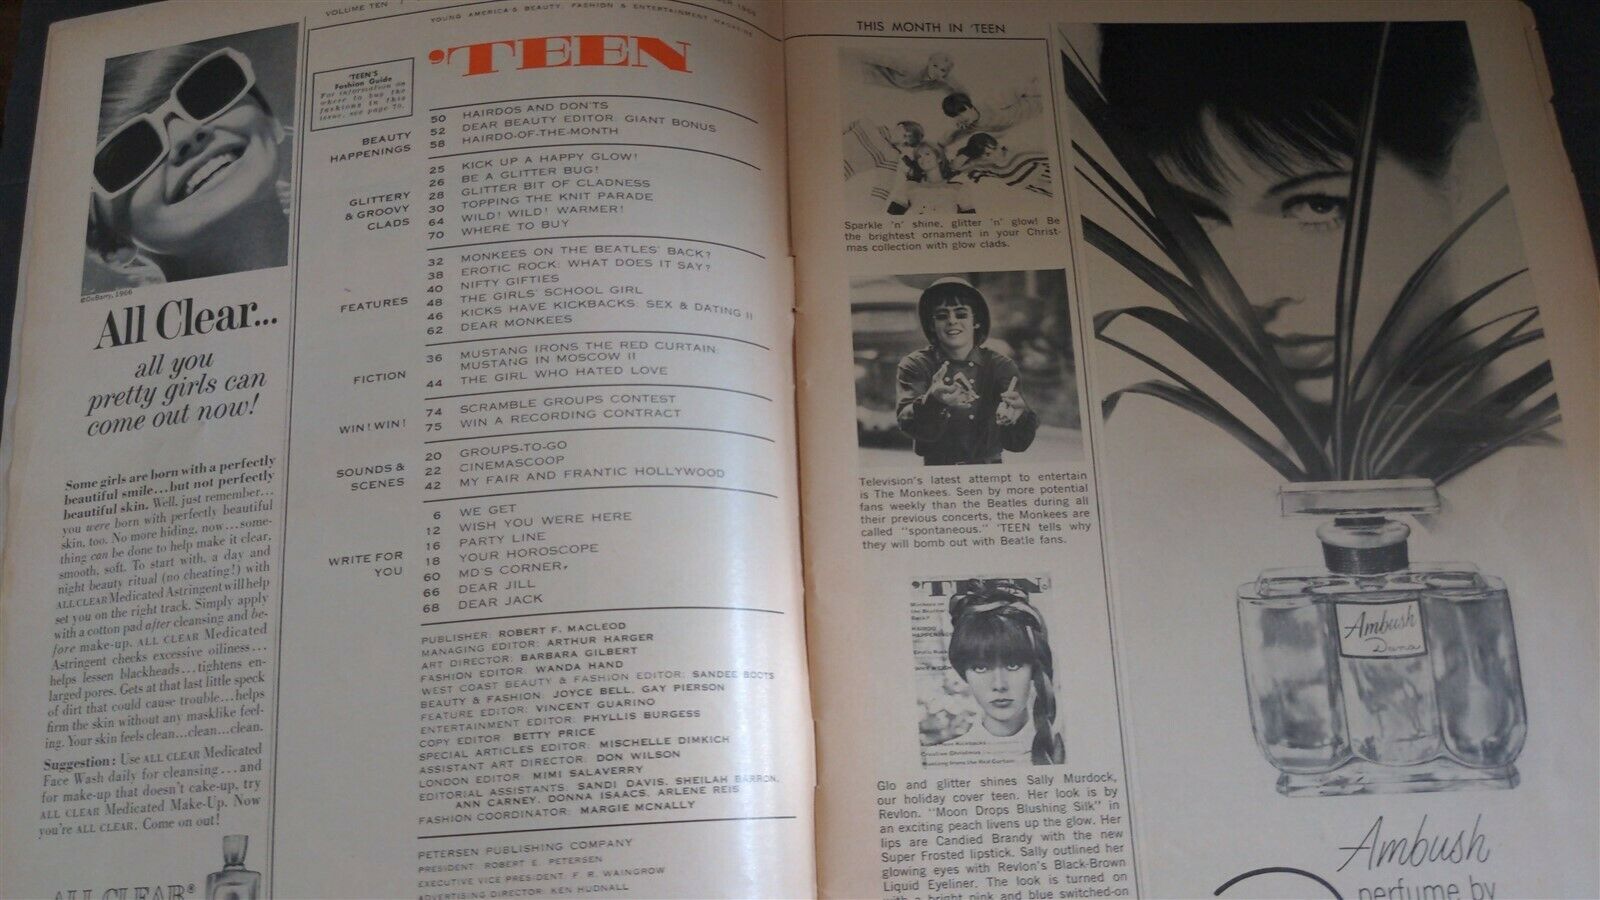 ©DuBarry, 1966
All Clear...
all you
pretty girls can
come out now!
Some girls are born with a perfectly
beautiful smile...but not perfectly
beautiful skin. Well, just remember...
you were born with perfectly beautiful
skin, too. No more hiding, now...some-
thing can be done to help make it clear,
smooth, soft. To start with, a day and
night beauty ritual (no cheating!) with
ALL CLEAR Medicated Astringent will help
set you on the right track. Simply apply
with a cotton pad after cleansing and be-
fore make-up. ALL CLEAR Medicated
Astringent checks excessive oiliness...
helps lessen blackheads...tightens en-
larged pores. Gets at that last little speck
of dirt that could cause trouble...helps
firm the skin without any masklike feel-
ing. Your skin feels clean...clean...clean.
Suggestion: Use ALL CLEAR Medicated
Face Wash daily for cleansing...and
for make-up that doesn't cake-up, try
ALL CLEAR Medicated Make-Up. Now
you're ALL CLEAR. Come on out!
ALL CLEAR®
VOLUME TEN
YOUNG AMERICA'S BEAUTY, FASHION & ENTERTAINMENT MAGAZINE
'TEEN
'TEEN'S
Fashion Guide
For information on
where to buy the
fashions in this
issue, see page 70.
BEAUTY
HAPPENINGS
50 HAIRDOS AND DON'TS
52 DEAR BEAUTY EDITOR: GIANT BONUS
58 HAIRDO-OF-THE-MONTH
GLITTERY
& GROOVY
CLADS
25 KICK UP A HAPPY GLOW!
26 BE A GLITTER BUG!
28 GLITTER BIT OF CLADNESS
30 TOPPING THE KNIT PARADE
64 WILD! WILD! WARMER!
70 WHERE TO BUY
FEATURES
32 MONKEES ON THE BEATLES' BACK?
38 EROTIC ROCK: WHAT DOES IT SAY?
40 NIFTY GIFTIES
48 THE GIRLS' SCHOOL GIRL
46 KICKS HAVE KICKBACKS: SEX & DATING II
62 DEAR MONKEES
FICTION
36 MUSTANG IRONS THE RED CURTAIN:
MUSTANG IN MOSCOW II
44 THE GIRL WHO HATED LOVE
WIN! WIN!
74 SCRAMBLE GROUPS CONTEST
75 WIN A RECORDING CONTRACT
SOUNDS &
SCENES
20 GROUPS-TO-GO
22 CINEMASCOOP
42 MY FAIR AND FRANTIC HOLLYWOOD
WRITE FOR
YOU
6 WE GET
12 WISH YOU WERE HERE
16 PARTY LINE
18 YOUR HOROSCOPE
60 MD'S CORNER
66 DEAR JILL
68 DEAR JACK
PUBLISHER: ROBERT F. MACLEOD
MANAGING EDITOR: ARTHUR HARGER
ART DIRECTOR: BARBARA GILBERT
FASHION EDITOR: WANDA HAND
WEST COAST BEAUTY & FASHION EDITOR: SANDEE BOOTS
BEAUTY & FASHION: JOYCE BELL, GAY PIERSON
FEATURE EDITOR: VINCENT GUARINO
ENTERTAINMENT EDITOR: PHYLLIS BURGESS
COPY EDITOR BETTY PRICE
SPECIAL ARTICLES EDITOR: MISCHELLE DIMKICH
ASSISTANT ART DIRECTOR: DON WILSON
LONDON EDITOR: MIMI SALAVERRY
EDITORIAL ASSISTANTS: SANDI DAVIS, SHEILAH BARRON,
ANN CARNEY, DONNA ISAACS, ARLENE REIS
FASHION COORDINATOR: MARGIE MCNALLY
PETERSEN PUBLISHING COMPANY
PRESIDENT: ROBERT E. PETERSEN
EXECUTIVE VICE PRESIDENT: F. R. WAINGROW
ADVERTISING DIRECTOR: KEN HUDNALL
THIS MONTH IN 'TEEN
Sparkle 'n' shine, glitter 'n' glow! Be
the brightest ornament in your Christ-
mas collection with glow clads.
Television's latest attempt to entertain
is The Monkees. Seen by more potential
fans weekly than the Beatles during all
their previous concerts, the Monkees are
called "spontaneous." 'TEEN tells why
they will bomb out with Beatle fans.
'TEEN
Glo and glitter shines Sally Murdock,
our holiday cover teen. Her look is by
Revlon. "Moon Drops Blushing Silk" in
an exciting peach livens up the glow. Her
lips are Candied Brandy with the new
Super Frosted lipstick. Sally outlined her
glowing eyes with Revlon's Black-Brown
Liquid Eyeliner. The look is turned on
with a bright pink and blue switched-on
Ambush
Dana
Ambush
perfume by